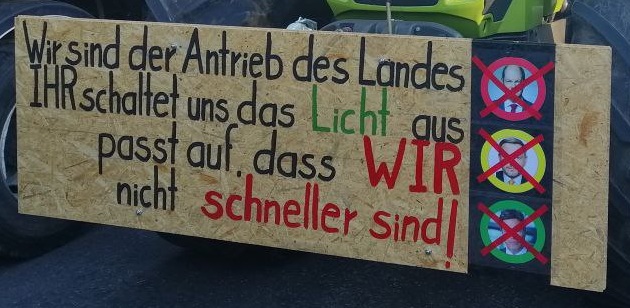 Wir sind der Antrieb des Landes
IHR schaltet uns das Licht aus
passt auf. dass WIR
nicht schneller sind!